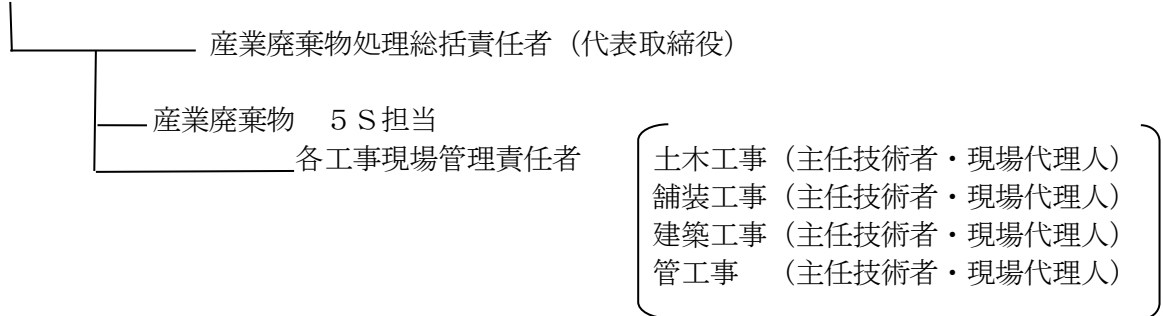 産業廃棄物処理総括責任者（代表取締役）
産業廃棄物　５Ｓ担当
各工事現場管理責任者
土木工事（主任技術者・現場代理人）
舗装工事（主任技術者・現場代理人）
建築工事（主任技術者・現場代理人）
管工事　（主任技術者・現場代理人）